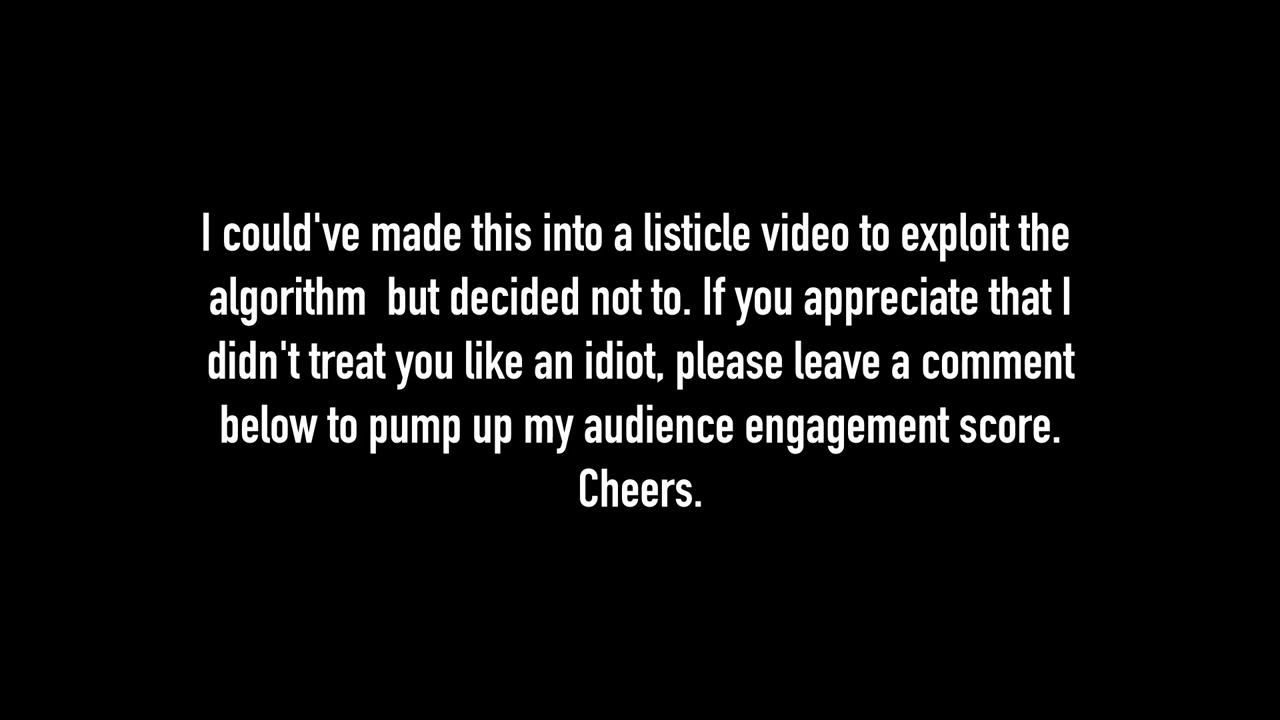 I could've made this into a listicle video to exploit the
algorithm  but decided not to. If you appreciate that I
didn't treat you like an idiot, please leave a comment
below to pump up my audience engagement score.
Cheers.